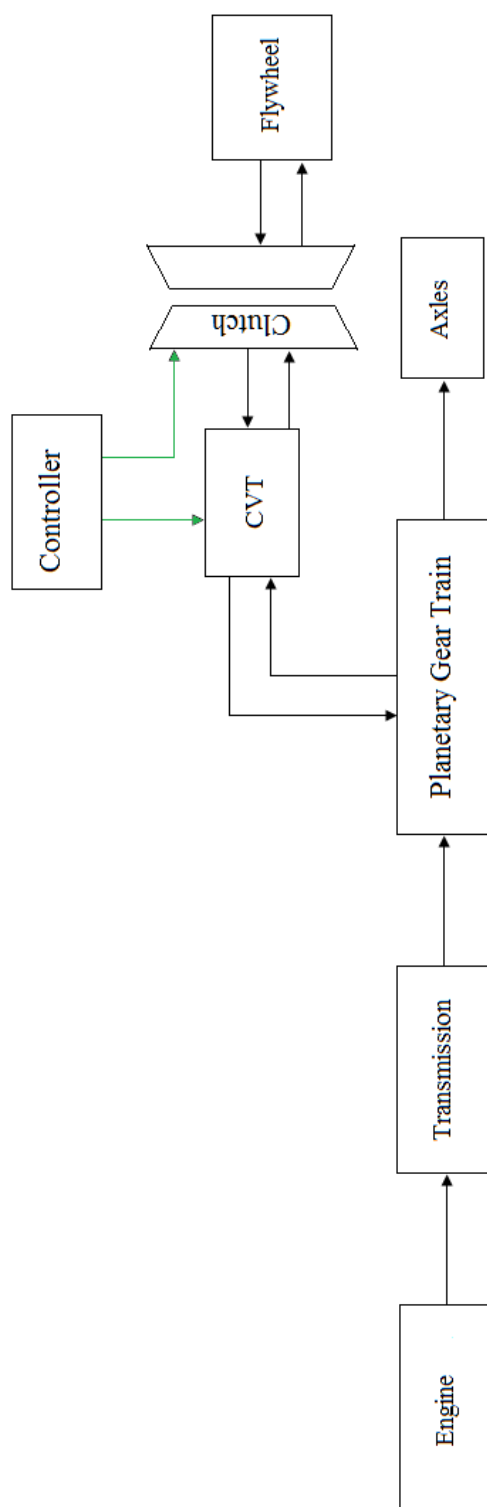 Controller
Flywheel
Clutch
CVT
Engine
Transmission
Planetary Gear Train
Axles